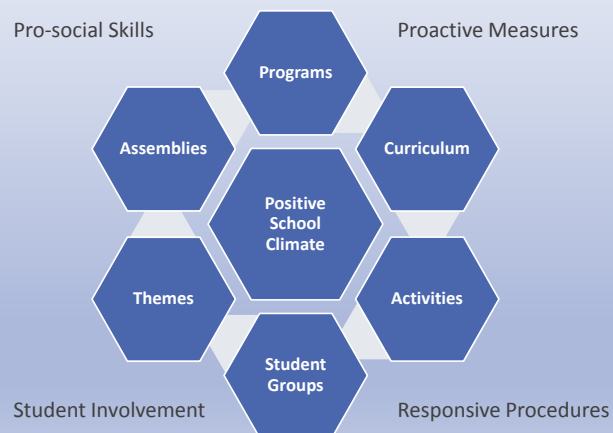 Pro-social Skills
Proactive Measures
Programs
Assemblies
Curriculum
Positive
School
Climate
Themes
Activities
Student
Groups
Student Involvement
Responsive Procedures